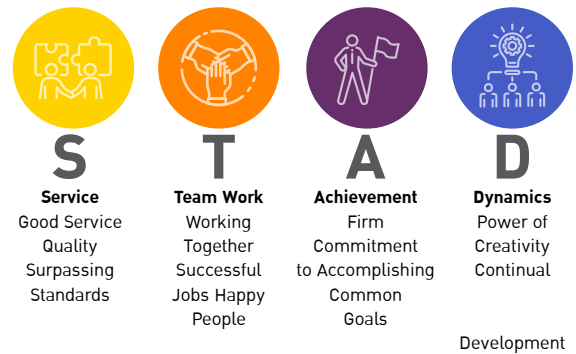 S
Service
Good Service
Quality
Surpassing
Standards
T
Team Work
Working
Together
Successful
Jobs Happy
People
A
Achievement
Firm
Commitment
to Accomplishing
Common
Goals
D
Dynamics
Power of
Creativity
Continual
Development